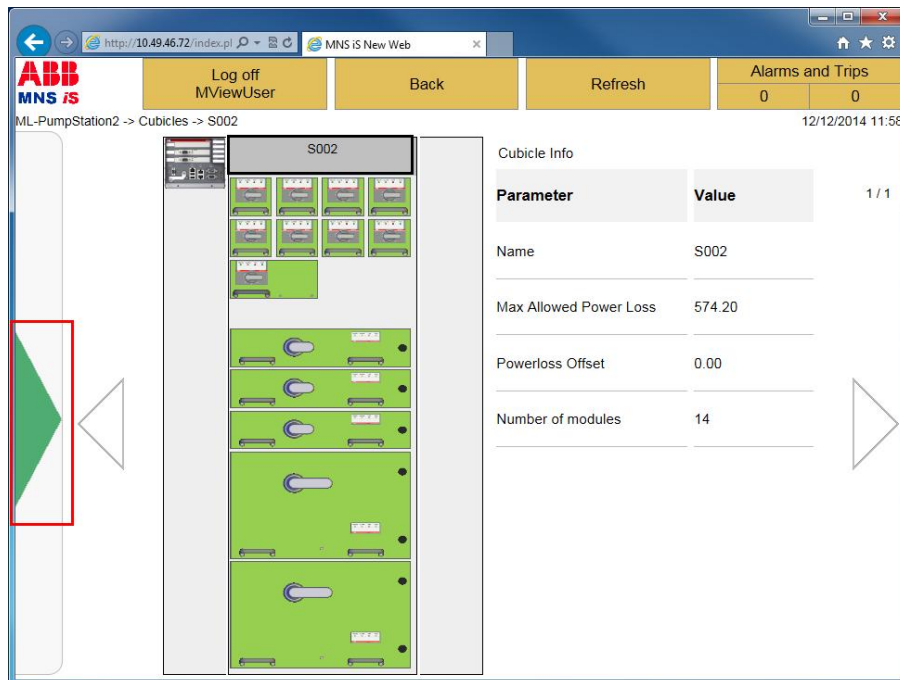 http://10.49.46.72/index.pl
MNS iS New Web
ABB
MNS iS
Log off
MViewUser
Back
Refresh
Alarms and Trips
0 0
ML-PumpStation2 -> Cubicles -> S002
12/12/2014 11:58
S002
Cubicle Info
Parameter Value 1 / 1
Name S002
Max Allowed Power Loss 574.20
Powerloss Offset 0.00
Number of modules 14